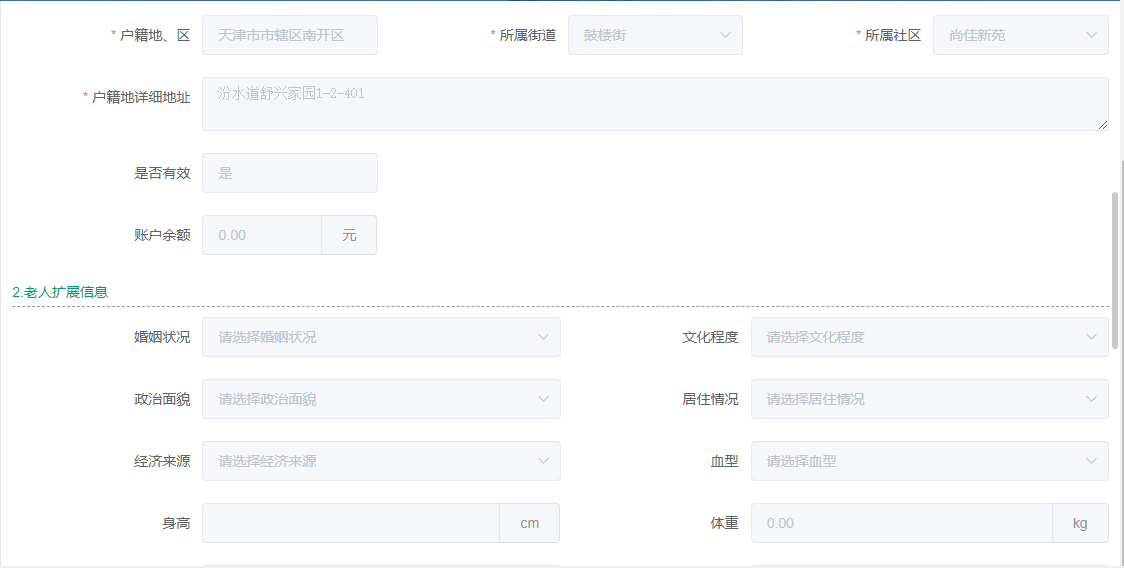 * 户籍地、区 天津市市辖区南开区 * 所属街道 鼓楼街 * 所属社区 尚佳新苑
* 户籍地详细地址 汾水道舒兴家园1-2-401
是否有效 是
账户余额 0.00 元
2.老人扩展信息
婚姻状况 请选择婚姻状况 文化程度 请选择文化程度
政治面貌 请选择政治面貌 居住情况 请选择居住情况
经济来源 请选择经济来源 血型 请选择血型
身高 cm 体重 0.00 kg